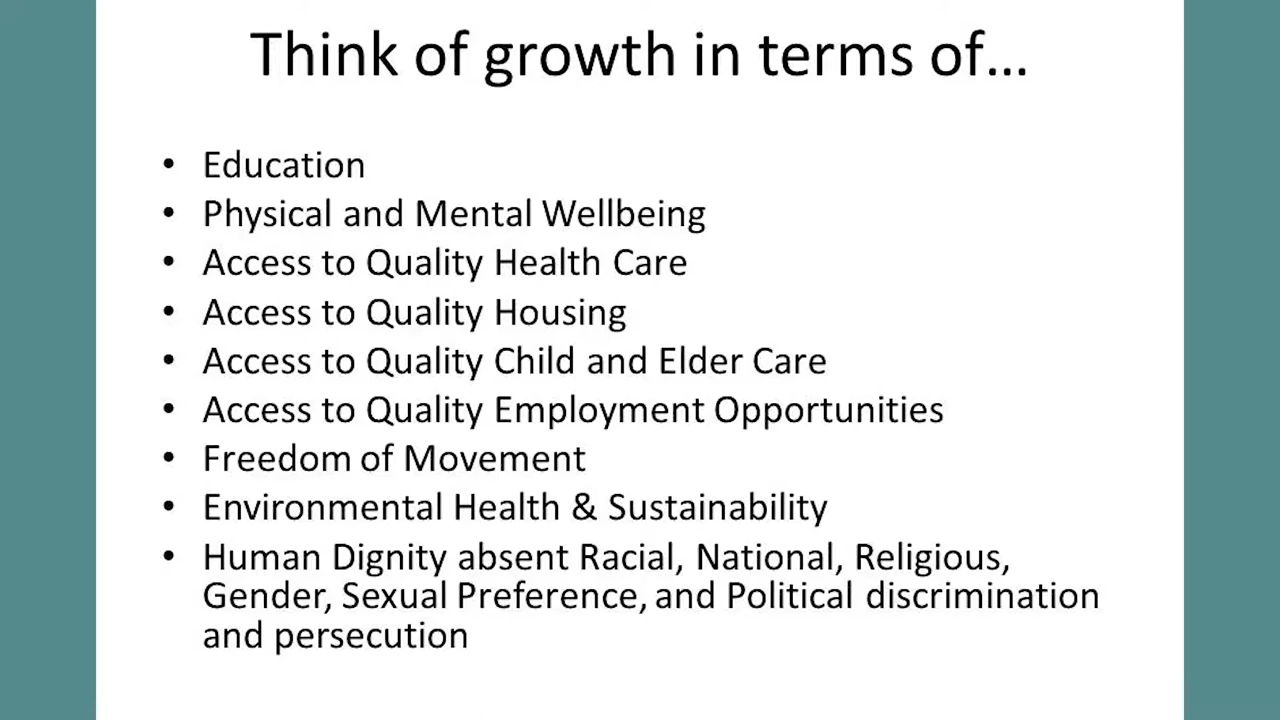 Think of growth in terms of...
• Education
• Physical and Mental Wellbeing
• Access to Quality Health Care
• Access to Quality Housing
• Access to Quality Child and Elder Care
• Access to Quality Employment Opportunities
• Freedom of Movement
• Environmental Health & Sustainability
• Human Dignity absent Racial, National, Religious,
Gender, Sexual Preference, and Political discrimination
and persecution